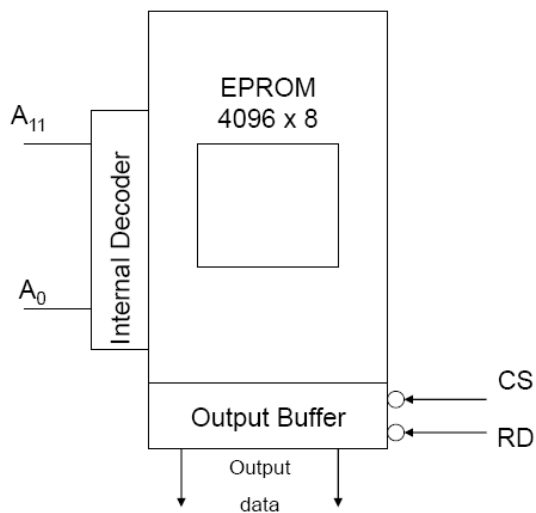 EPROM
4096 x 8
A11
Internal Decoder
A0
CS
Output Buffer
RD
Output
data